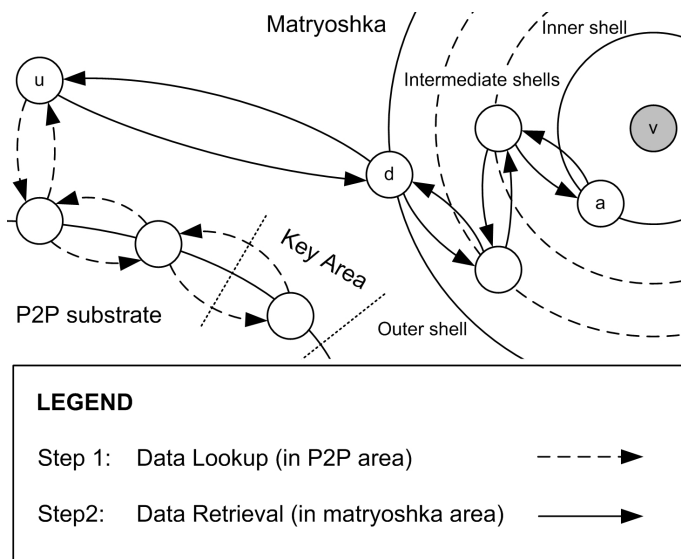 Matryoshka
Inner shell
Intermediate shells
u
v
d
a
Key Area
P2P substrate
Outer shell
LEGEND
Step 1: Data Lookup (in P2P area)
Step2: Data Retrieval (in matryoshka area)